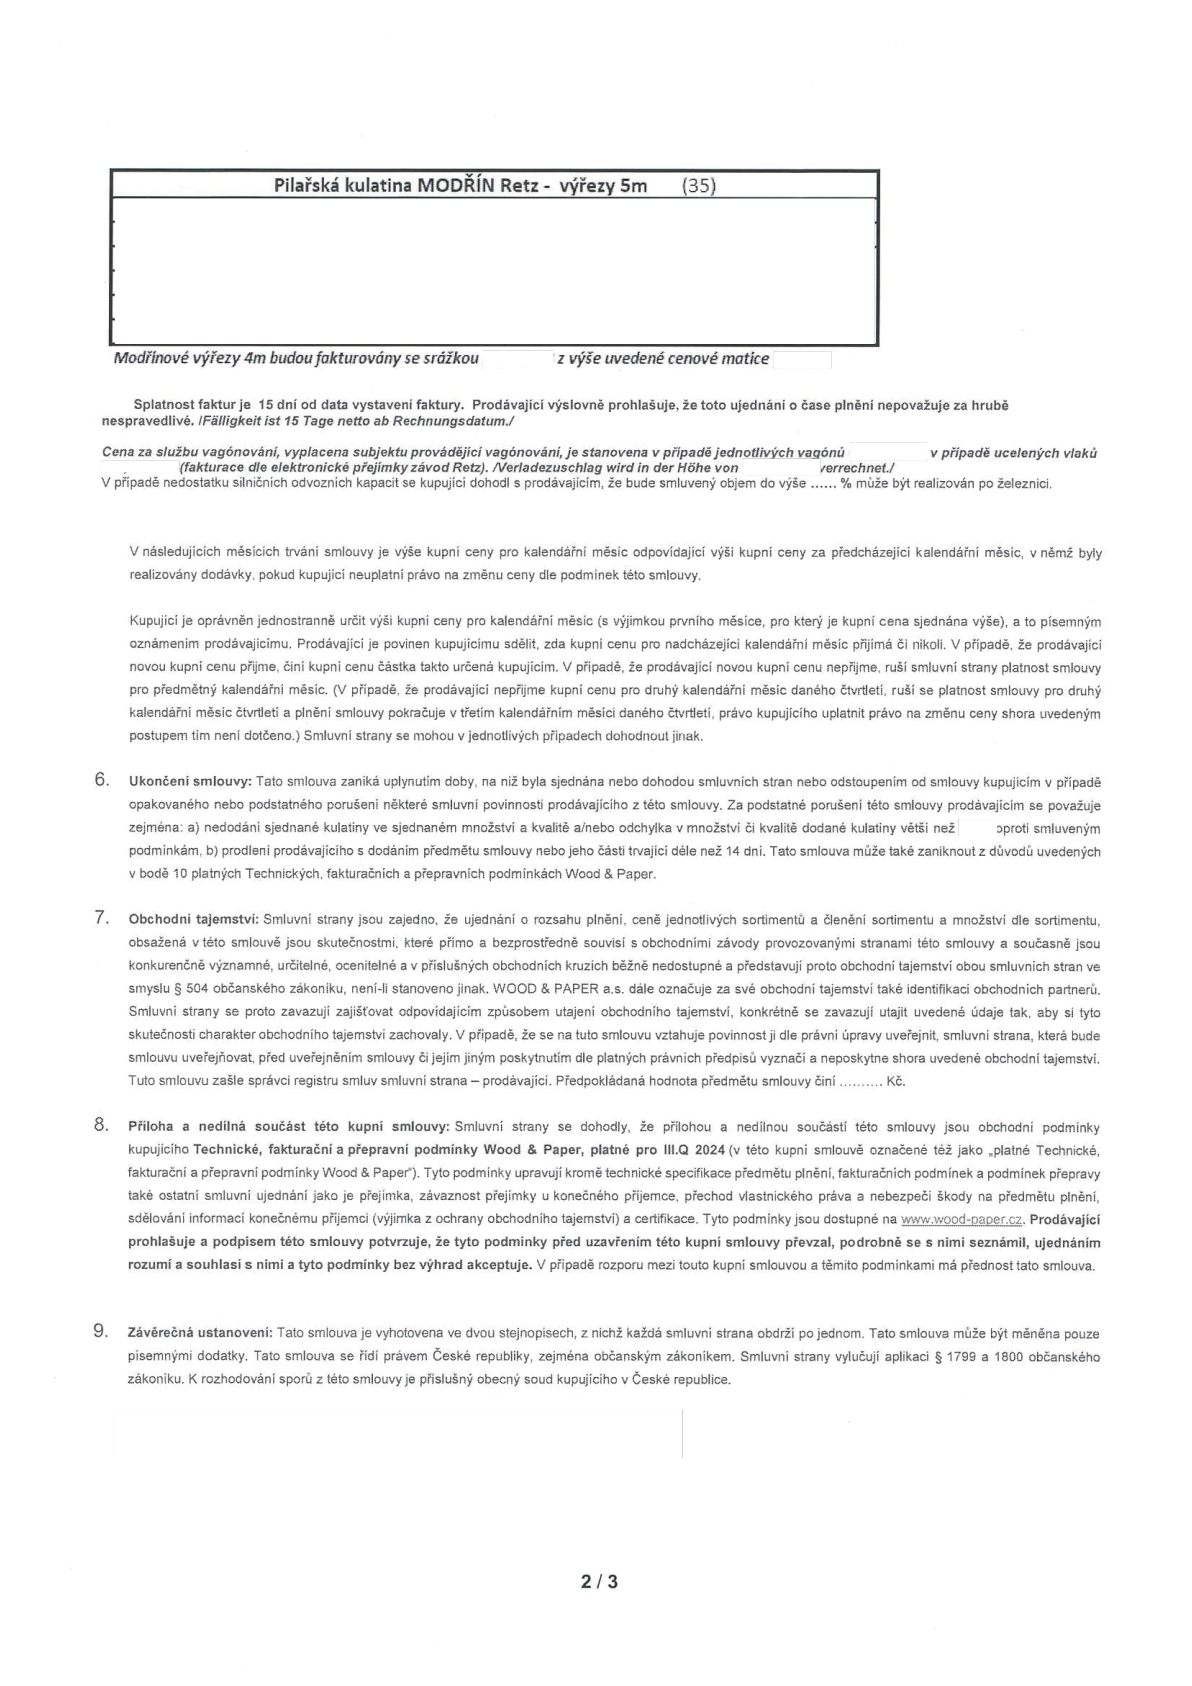 Pilařská kulatina MODŘÍN Retz - výřezy 5m (35)
Modřínové výřezy 4m budou fakturovány se srážkou z výše uvedené cenové matice
Splatnost faktur je 15 dní od data vystavení faktury. Prodávající výslovně prohlašuje, že toto ujednání o čase plnění nepovažuje za hrubě
nespravedlivé. /Fälligkeit ist 15 Tage netto ab Rechnungsdatum./
Cena za službu vagónování, vyplacena subjektu provádějící vagónování, je stanovena v případě jednotlivých vagónů v případě ucelených vlaků
(fakturace dle elektronické přejímky závod Retz). /Verladezuschlag wird in der Höhe von verrechnet./
V případě nedostatku silničních odvozních kapacit se kupující dohodl s prodávajícím, že bude smluvený objem do výše ...... % může být realizován po železnici.
V následujících měsících trvání smlouvy je výše kupní ceny pro kalendářní měsíc odpovídající výši kupní ceny za předcházející kalendářní měsíc, v němž byly
realizovány dodávky, pokud kupující neuplatní právo na změnu ceny dle podmínek této smlouvy.
Kupující je oprávněn jednostranně určit výši kupní ceny pro kalendářní měsíc (s výjimkou prvního měsíce, pro který je kupní cena sjednána výše), a to písemným
oznámením prodávajícímu. Prodávající je povinen kupujícímu sdělit, zda kupní cenu pro nadcházející kalendářní měsíc přijímá či nikoli. V případě, že prodávající
novou kupní cenu přijme, činí kupní cenu částka takto určená kupujícím. V případě, že prodávající novou kupní cenu nepřijme, ruší smluvní strany platnost smlouvy
pro předmětný kalendářní měsíc. (V případě, že prodávající nepřijme kupní cenu pro druhý kalendářní měsíc daného čtvrtletí, ruší se platnost smlouvy pro druhý
kalendářní měsíc čtvrtletí a plnění smlouvy pokračuje v třetím kalendářním měsíci daného čtvrtletí, právo kupujícího uplatnit právo na změnu ceny shora uvedeným
postupem tím není dotčeno.) Smluvní strany se mohou v jednotlivých případech dohodnout jinak.
6. Ukončení smlouvy: Tato smlouva zaniká uplynutím doby, na niž byla sjednána nebo dohodou smluvních stran nebo odstoupením od smlouvy kupujícím v případě
opakovaného nebo podstatného porušení některé smluvní povinnosti prodávajícího z této smlouvy. Za podstatné porušení této smlouvy prodávajícím se považuje
zejména: a) nedodání sjednané kulatiny ve sjednaném množství a kvalitě a/nebo odchylka v množství či kvalitě dodané kulatiny větší než oproti smluveným
podmínkám, b) prodlení prodávajícího s dodáním předmětu smlouvy nebo jeho části trvající déle než 14 dní. Tato smlouva může také zaniknout z důvodů uvedených
v bodě 10 platných Technických, fakturačních a přepravních podmínkách Wood & Paper.
7. Obchodní tajemství: Smluvní strany jsou zajedno, že ujednání o rozsahu plnění, ceně jednotlivých sortimentů a členění sortimentu a množství dle sortimentu,
obsažená v této smlouvě jsou skutečnostmi, které přímo a bezprostředně souvisí s obchodními závody provozovanými stranami této smlouvy a současně jsou
konkurenčně významné, určitelné, ocenitelné a v příslušných obchodních kruzích běžně nedostupné a představují proto obchodní tajemství obou smluvních stran ve
smyslu § 504 občanského zákoníku, není-li stanoveno jinak. WOOD & PAPER a.s. dále označuje za své obchodní tajemství také identifikaci obchodních partnerů.
Smluvní strany se proto zavazují zajišťovat odpovídajícím způsobem utajení obchodního tajemství, konkrétně se zavazují utajit uvedené údaje tak, aby si tyto
skutečnosti charakter obchodního tajemství zachovaly. V případě, že se na tuto smlouvu vztahuje povinnost ji dle právní úpravy uveřejnit, smluvní strana, která bude
smlouvu uveřejňovat, před uveřejněním smlouvy či jejím jiným poskytnutím dle platných právních předpisů vyznačí a neposkytne shora uvedené obchodní tajemství.
Tuto smlouvu zašle správci registru smluv smluvní strana – prodávající. Předpokládaná hodnota předmětu smlouvy činí .......... Kč.
8. Příloha a nedílná součást této kupní smlouvy: Smluvní strany se dohodly, že přílohou a nedílnou součástí této smlouvy jsou obchodní podmínky
kupujícího Technické, fakturační a přepravní podmínky Wood & Paper, platné pro III.Q 2024 (v této kupní smlouvě označené též jako „platné Technické,
fakturační a přepravní podmínky Wood & Paper“). Tyto podmínky upravují kromě technické specifikace předmětu plnění, fakturačních podmínek a podmínek přepravy
také ostatní smluvní ujednání jako je přejímka, závaznost přejímky u konečného příjemce, přechod vlastnického práva a nebezpečí škody na předmětu plnění,
sdělování informací konečnému příjemci (výjimka z ochrany obchodního tajemství) a certifikace. Tyto podmínky jsou dostupné na www.wood-paper.cz. Prodávající
prohlašuje a podpisem této smlouvy potvrzuje, že tyto podmínky před uzavřením této kupní smlouvy převzal, podrobně se s nimi seznámil, ujednáním
rozumí a souhlasí s nimi a tyto podmínky bez výhrad akceptuje. V případě rozporu mezi touto kupní smlouvou a těmito podmínkami má přednost tato smlouva.
9. Závěrečná ustanovení: Tato smlouva je vyhotovena ve dvou stejnopisech, z nichž každá smluvní strana obdrží po jednom. Tato smlouva může být měněna pouze
písemnými dodatky. Tato smlouva se řídí právem České republiky, zejména občanským zákoníkem. Smluvní strany vylučují aplikaci § 1799 a 1800 občanského
zákoníku. K rozhodování sporů z této smlouvy je příslušný obecný soud kupujícího v České republice.
2 / 3